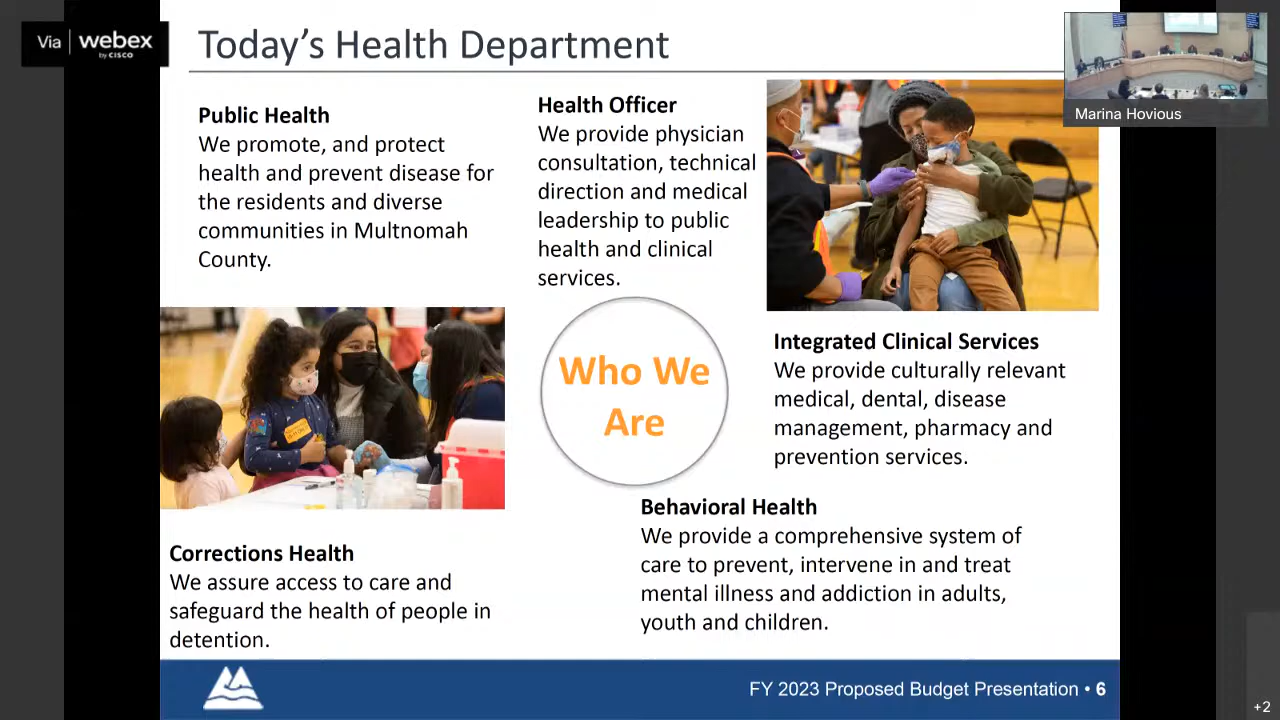 Via webex
by CISCO
Today's Health Department
Marina Hovious
Public Health
We promote, and protect
health and prevent disease for
the residents and diverse
communities in Multnomah
County.
Health Officer
We provide physician
consultation, technical
direction and medical
leadership to public
health and clinical
services.
Who We
Are
Integrated Clinical Services
We provide culturally relevant
medical, dental, disease
management, pharmacy and
prevention services.
Behavioral Health
We provide a comprehensive system of
care to prevent, intervene in and treat
mental illness and addiction in adults,
youth and children.
Corrections Health
We assure access to care and
safeguard the health of people in
detention.
FY 2023 Proposed Budget Presentation • 6
+2